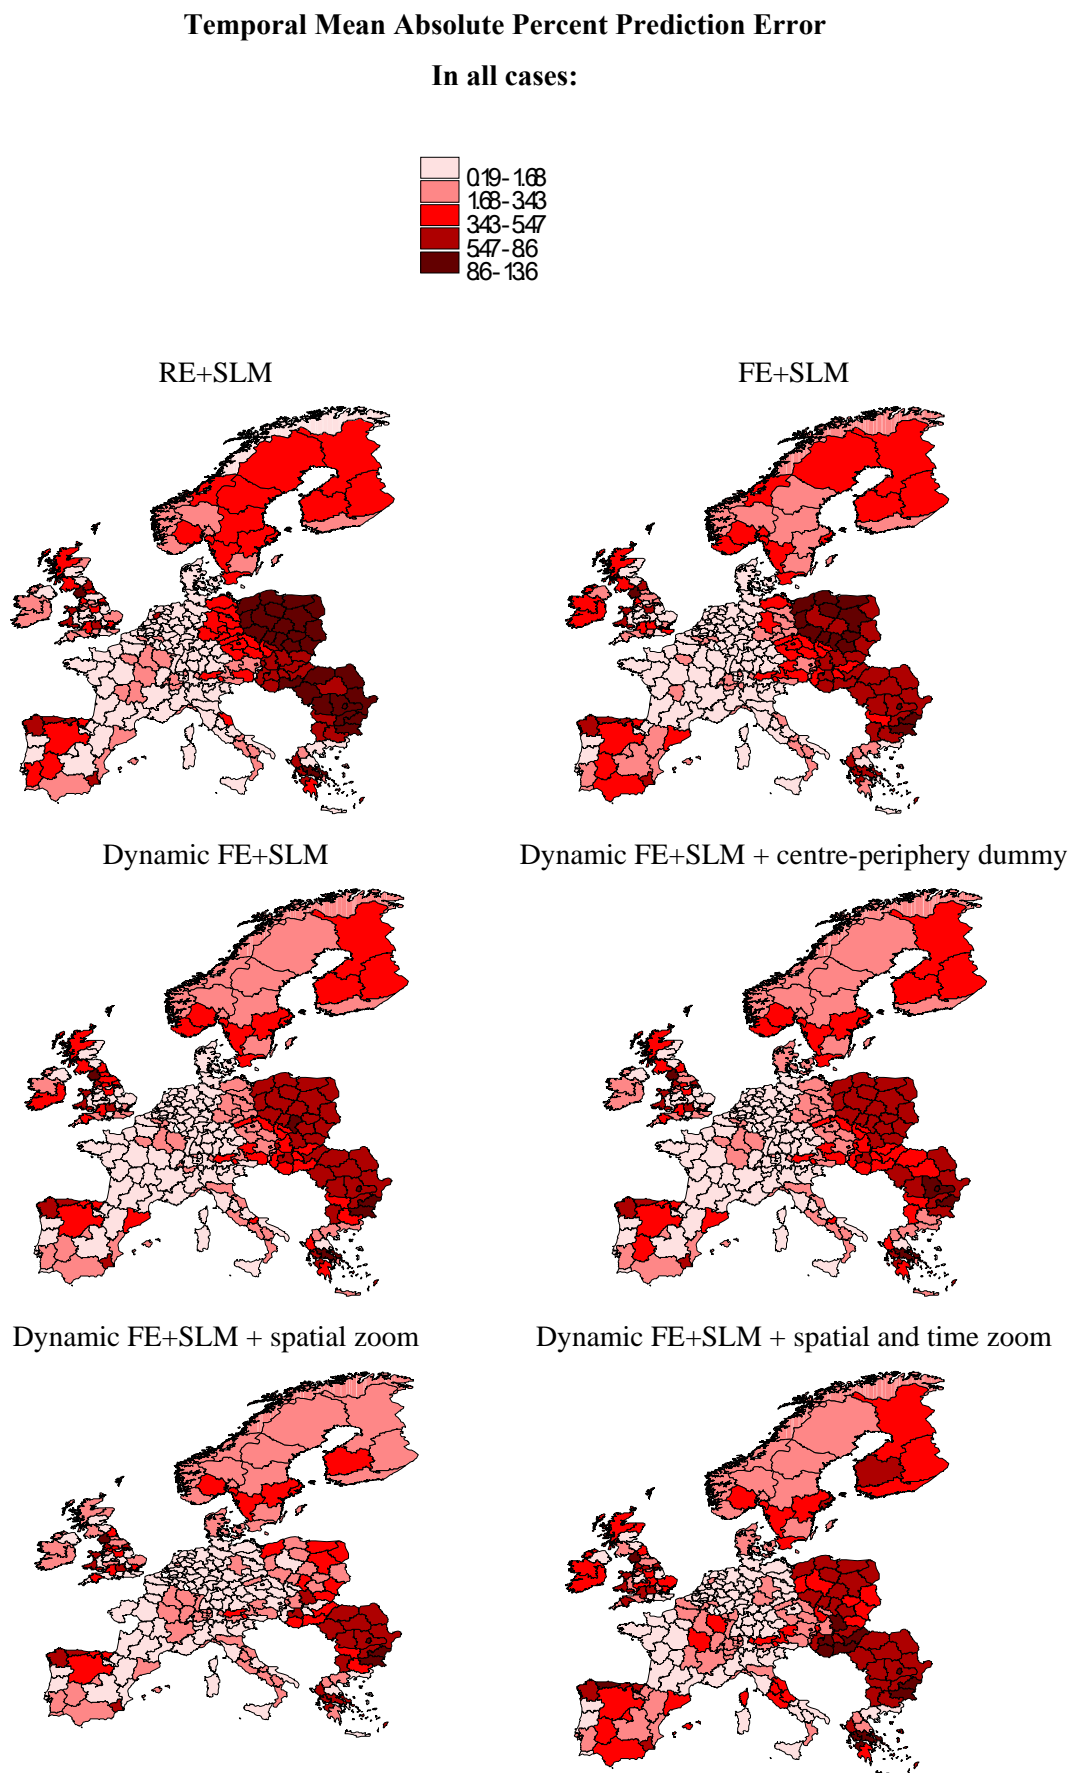 Temporal Mean Absolute Percent Prediction Error
In all cases:
0.19 - 1.68
1.68 - 3.43
3.43 - 5.47
5.47 - 8.6
8.6 - 13.6
RE+SLM
FE+SLM
Dynamic FE+SLM
Dynamic FE+SLM + centre-periphery dummy
Dynamic FE+SLM + spatial zoom
Dynamic FE+SLM + spatial and time zoom